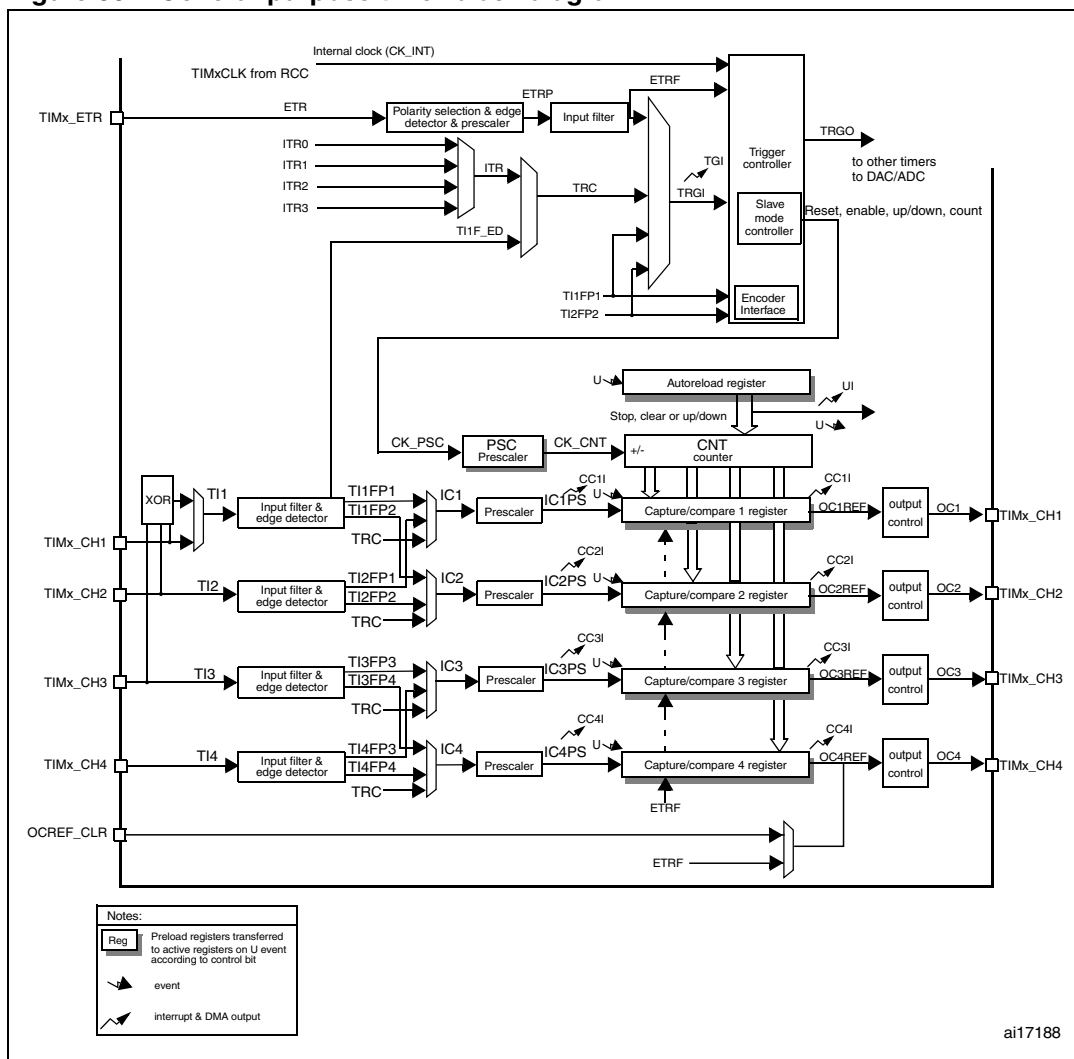 Internal clock (CK_INT)
TIMxCLK from RCC
ETRF
TIMx_ETR
ETR
Polarity selection & edge
detector & prescaler
ETRP
Input filter
Trigger
controller
TRGO
to other timers
to DAC/ADC
ITR0
ITR1
ITR2
ITR3
ITR
TRC
TGI
TRGI
Slave
mode
controller
Reset, enable, up/down, count
TI1F_ED
TI1FP1
TI2FP2
Encoder
Interface
U
Autoreload register
UI
Stop, clear or up/down
U
CK_PSC
PSC
Prescaler
CK_CNT
+/-
CNT
counter
XOR
TI1
Input filter &
edge detector
TI1FP1
TI1FP2
TRC
IC1
Prescaler
IC1PS
CC1I
U
Capture/compare 1 register
CC1I
OC1REF
output
control
OC1
TIMx_CH1
TIMx_CH1
TIMx_CH2
TI2
Input filter &
edge detector
TI2FP1
TI2FP2
TRC
IC2
Prescaler
IC2PS
CC2I
U
Capture/compare 2 register
CC2I
OC2REF
output
control
OC2
TIMx_CH2
TIMx_CH3
TI3
Input filter &
edge detector
TI3FP3
TI3FP4
TRC
IC3
Prescaler
IC3PS
CC3I
U
Capture/compare 3 register
CC3I
OC3REF
output
control
OC3
TIMx_CH3
TIMx_CH4
TI4
Input filter &
edge detector
TI4FP3
TI4FP4
TRC
IC4
Prescaler
IC4PS
CC4I
U
Capture/compare 4 register
CC4I
OC4REF
output
control
OC4
TIMx_CH4
ETRF
OCREF_CLR
ETRF
Notes:
Reg
Preload registers transferred
to active registers on U event
according to control bit
event
interrupt & DMA output
ai17188